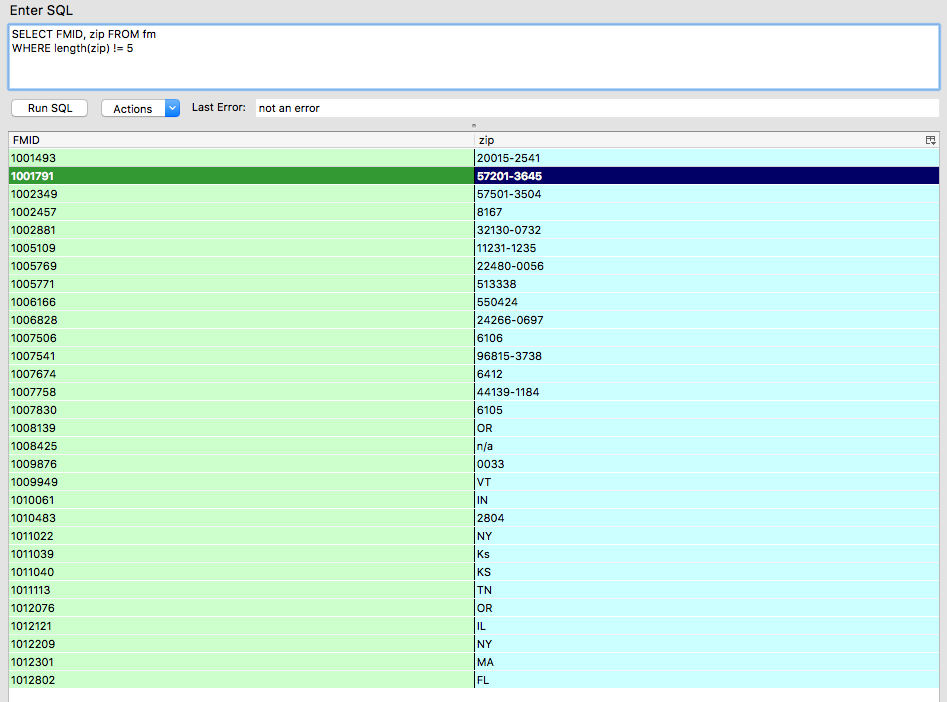 Enter SQL
SELECT FMID, zip FROM fm
WHERE length(zip) != 5
Run SQL Actions Last Error: not an error
FMID zip
1001493 20015-2541
1001791 57201-3645
1002349 57501-3504
1002457 8167
1002881 32130-0732
1005109 11231-1235
1005769 22480-0056
1005771 513338
1006166 550424
1006828 24266-0697
1007506 6106
1007541 96815-3738
1007674 6412
1007758 44139-1184
1007830 6105
1008139 OR
1008425 n/a
1009876 0033
1009949 VT
1010061 IN
1010483 2804
1011022 NY
1011039 Ks
1011040 KS
1011113 TN
1012076 OR
1012121 IL
1012209 NY
1012301 MA
1012802 FL